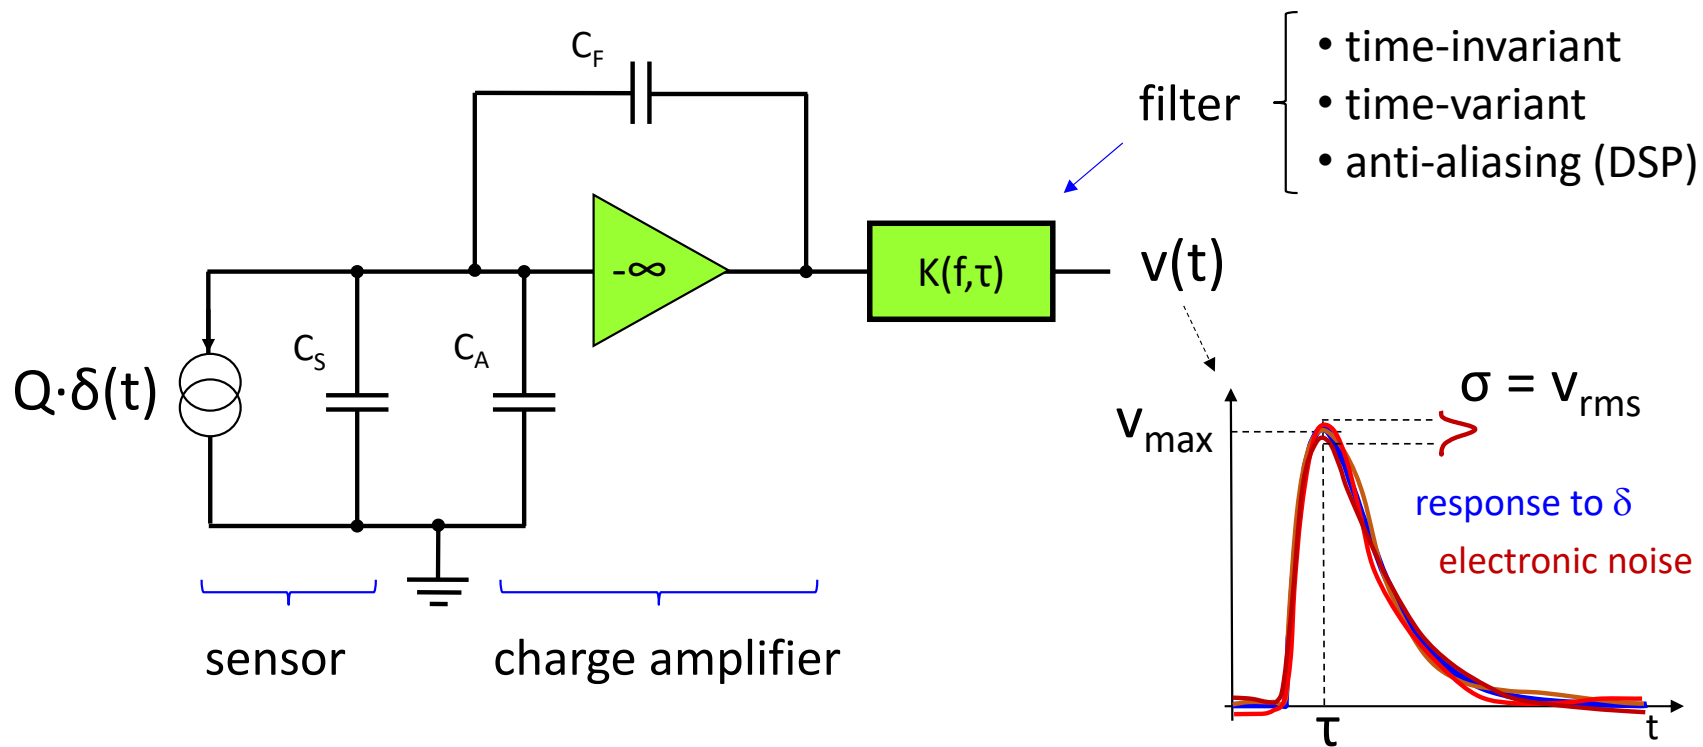 C_F
filter
• time-invariant
• time-variant
• anti-aliasing (DSP)
-∞
K(f,τ)
v(t)
Q·δ(t)
C_S
C_A
sensor
charge amplifier
v_max
σ = v_rms
response to δ
electronic noise
τ
t